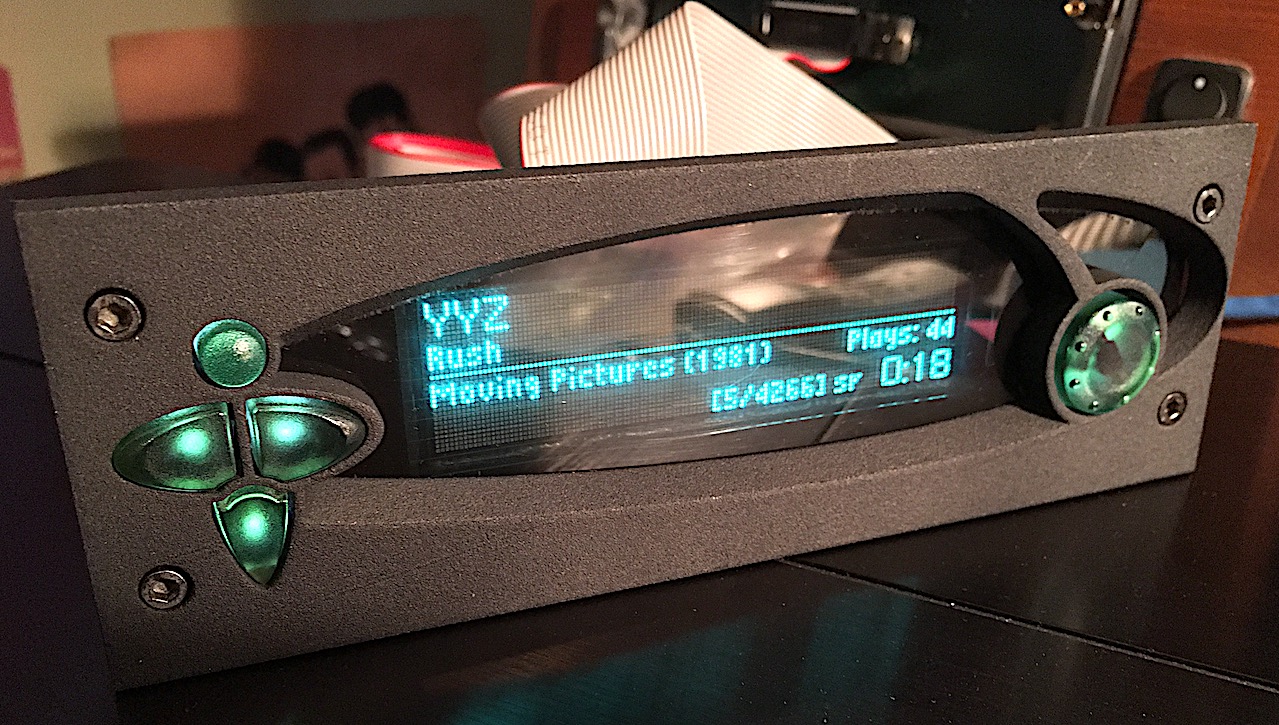 YYZ
Rush
Moving Pictures (1981)
Plays: 44
[5/4266] sr 0:18